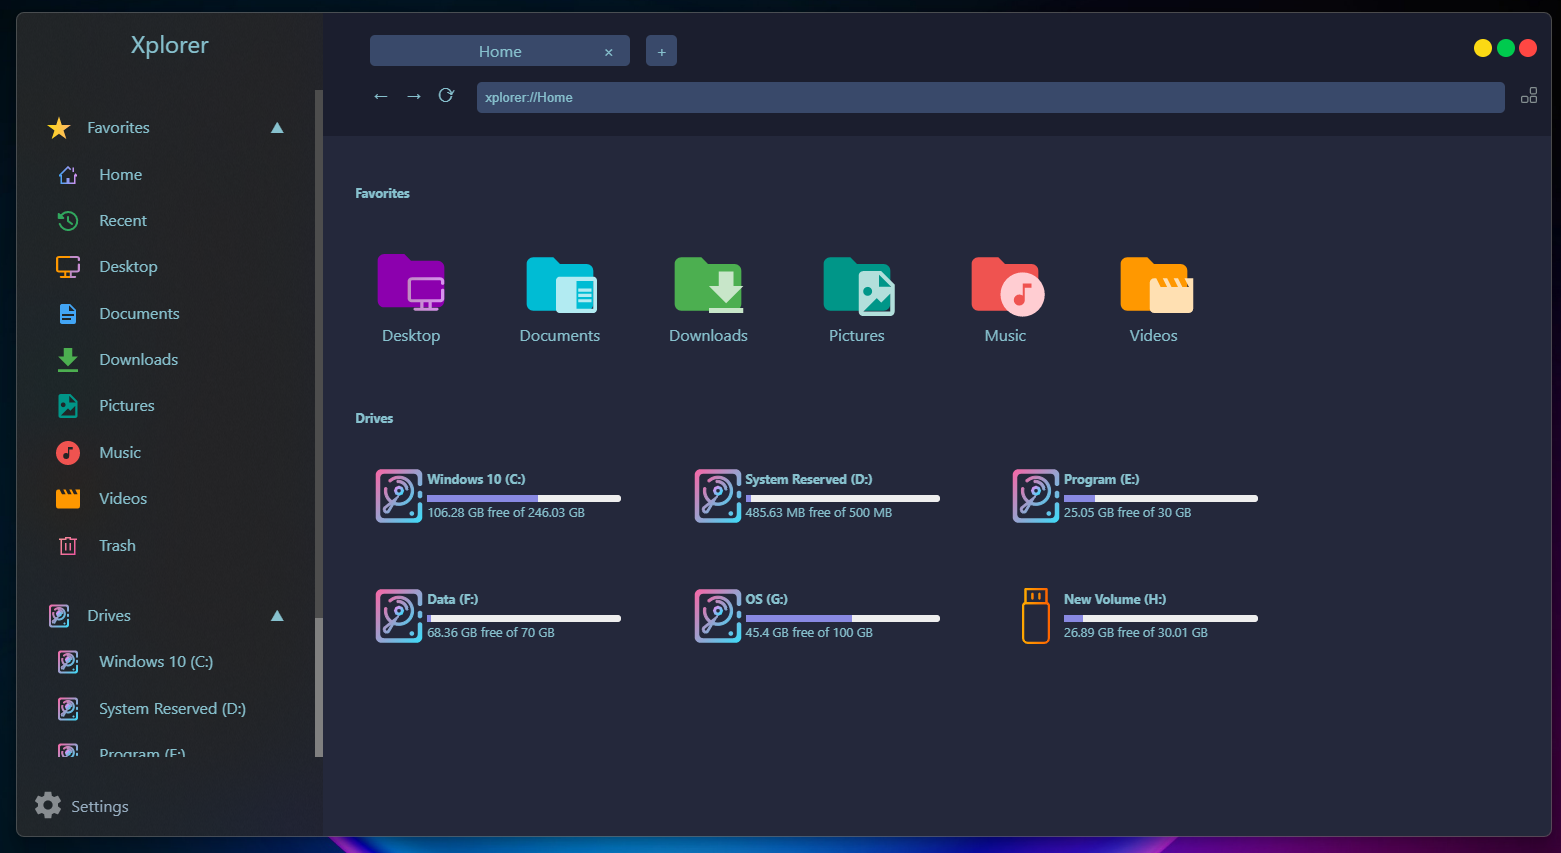 Xplorer
Favorites
Home
Recent
Desktop
Documents
Downloads
Pictures
Music
Videos
Trash
Drives
Windows 10 (C:)
System Reserved (D:)
Program (E:)
Settings
Home ×
+
xplorer://Home
Favorites
Desktop
Documents
Downloads
Pictures
Music
Videos
Drives
Windows 10 (C:)
106.28 GB free of 246.03 GB
System Reserved (D:)
485.63 MB free of 500 MB
Program (E:)
25.05 GB free of 30 GB
Data (F:)
68.36 GB free of 70 GB
OS (G:)
45.4 GB free of 100 GB
New Volume (H:)
26.89 GB free of 30.01 GB